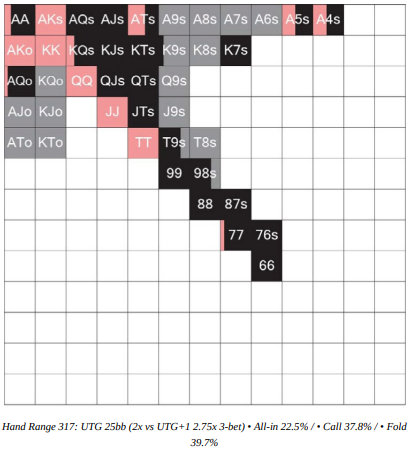 AA AKs AQs AJs ATs A9s A8s A7s A6s A5s A4s
AKo KK KQs KJs KTs K9s K8s K7s
AQo KQo QQ QJs QTs Q9s
AJo KJo JJ JTs J9s
ATo KTo TT T9s T8s
99 98s
88 87s
77 76s
66
Hand Range 317: UTG 25bb (2x vs UTG+1 2.75x 3-bet) • All-in 22.5% / • Call 37.8% / • Fold
39.7%